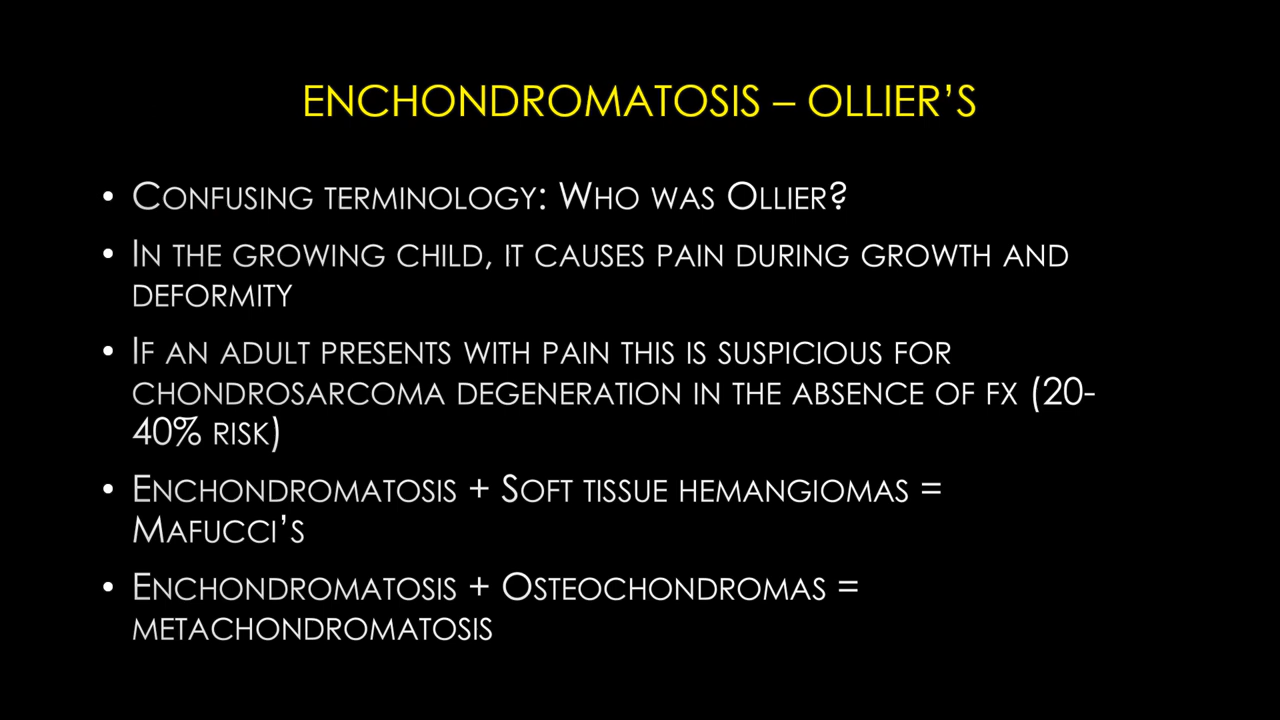 ENCHONDROMATOSIS – OLLIER’S
• CONFUSING TERMINOLOGY: WHO WAS OLLIER?
• IN THE GROWING CHILD, IT CAUSES PAIN DURING GROWTH AND
DEFORMITY
• IF AN ADULT PRESENTS WITH PAIN THIS IS SUSPICIOUS FOR
CHONDROSARCOMA DEGENERATION IN THE ABSENCE OF FX (20-
40% RISK)
• ENCHONDROMATOSIS + SOFT TISSUE HEMANGIOMAS =
MAFUCCI’S
• ENCHONDROMATOSIS + OSTEOCHONDROMAS =
METACHONDROMATOSIS